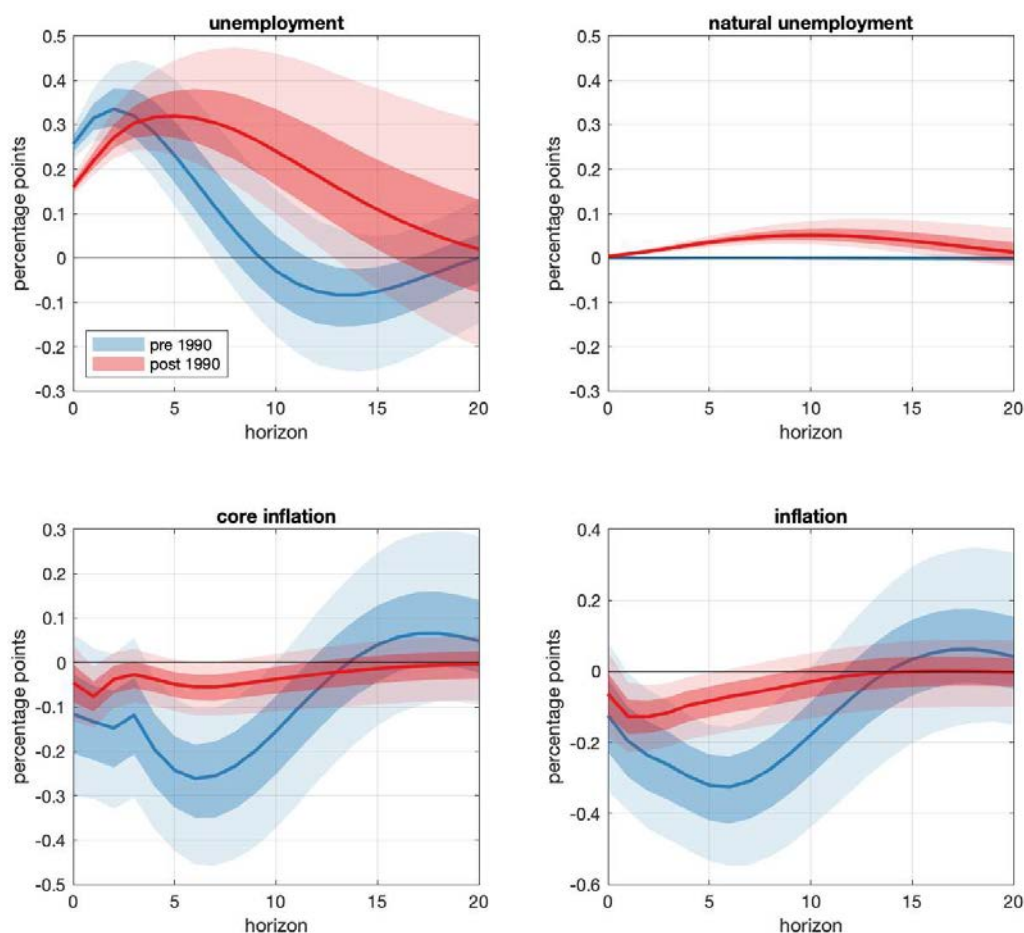 unemployment
0.5
0.4
0.3
0.2
0.1
0
-0.1
-0.2
-0.3
percentage points
pre 1990
post 1990
0 5 10 15 20
horizon
natural unemployment
0.5
0.4
0.3
0.2
0.1
0
-0.1
-0.2
-0.3
percentage points
0 5 10 15 20
horizon
core inflation
0.3
0.2
0.1
0
-0.1
-0.2
-0.3
-0.4
-0.5
percentage points
0 5 10 15 20
horizon
inflation
0.4
0.2
0
-0.2
-0.4
-0.6
percentage points
0 5 10 15 20
horizon